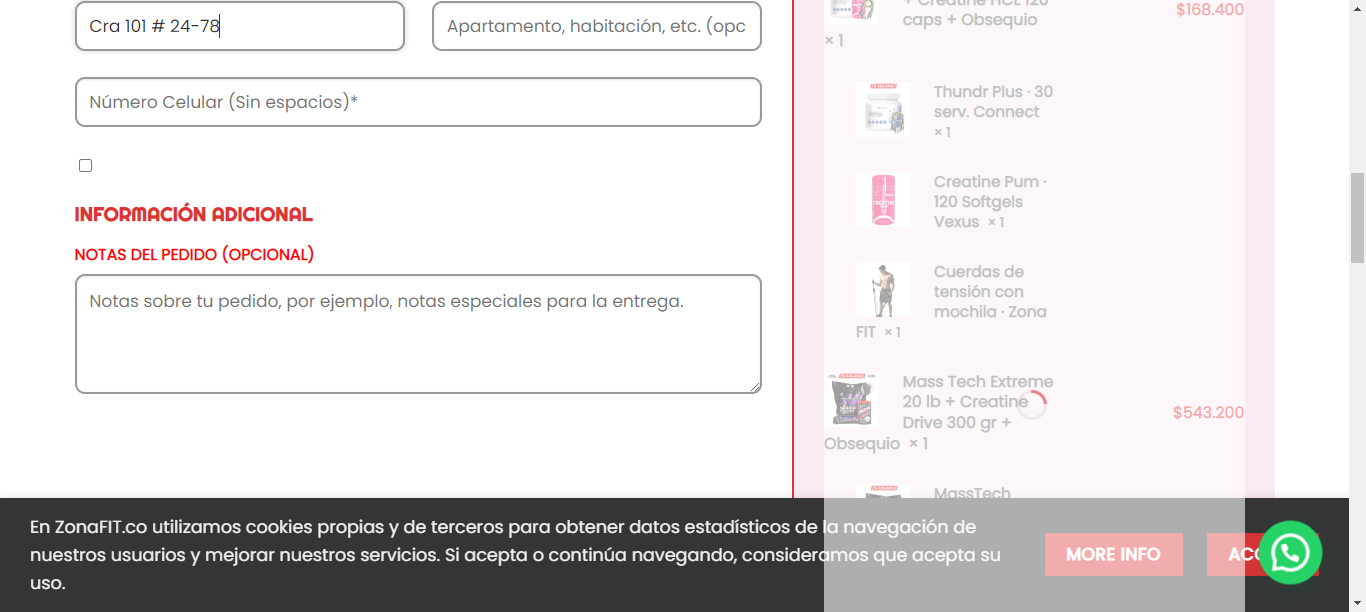 Cra 101 # 24-78
Apartamento, habitación, etc. (opc
Número Celular (Sin espacios)*
INFORMACIÓN ADICIONAL
NOTAS DEL PEDIDO (OPCIONAL)
Notas sobre tu pedido, por ejemplo, notas especiales para la entrega.
+ Creatine HCL 120
caps + Obsequio
× 1
$168.400
Thundr Plus · 30
serv. Connect
× 1
Creatine Pum ·
120 Softgels
Vexus × 1
Cuerdas de
tensión con
mochila · Zona
FIT × 1
Mass Tech Extreme
20 lb + Creatine
Drive 300 gr +
Obsequio × 1
$543.200
MassTech
En ZonaFIT.co utilizamos cookies propias y de terceros para obtener datos estadísticos de la navegación de
nuestros usuarios y mejorar nuestros servicios. Si acepta o continúa navegando, consideramos que acepta su
uso.
MORE INFO